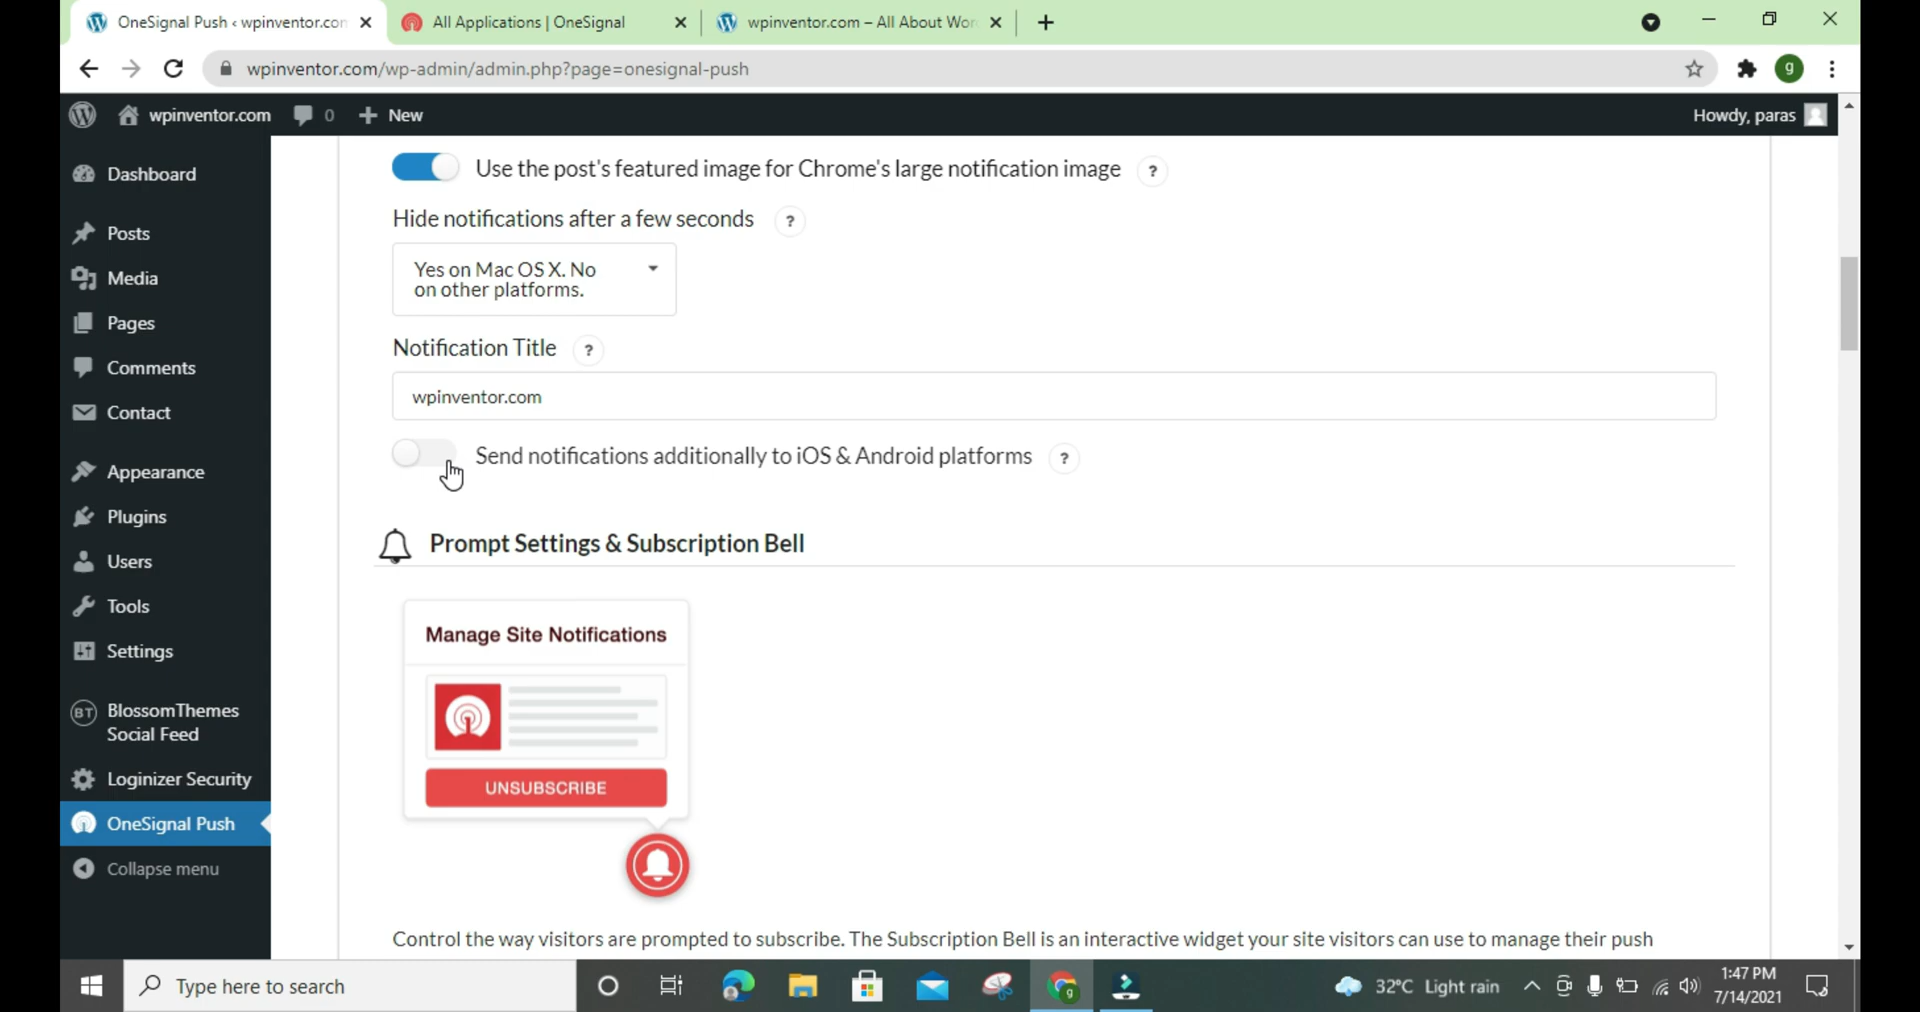 OneSignal Push ‹ wpinventor.com
All Applications | OneSignal
wpinventor.com – All About Wor
wpinventor.com/wp-admin/admin.php?page=onesignal-push
g
wpinventor.com
0
New
Howdy, paras
Dashboard
Posts
Media
Pages
Comments
Contact
Appearance
Plugins
Users
Tools
Settings
BT
BlossomThemes
Social Feed
Loginizer Security
OneSignal Push
Collapse menu
Use the post's featured image for Chrome's large notification image ?
Hide notifications after a few seconds ?
Yes on Mac OS X. No
on other platforms.
Notification Title ?
wpinventor.com
Send notifications additionally to iOS & Android platforms ?
Prompt Settings & Subscription Bell
Manage Site Notifications
UNSUBSCRIBE
Control the way visitors are prompted to subscribe. The Subscription Bell is an interactive widget your site visitors can use to manage their push
Type here to search
g
32°C Light rain
1:47 PM
7/14/2021